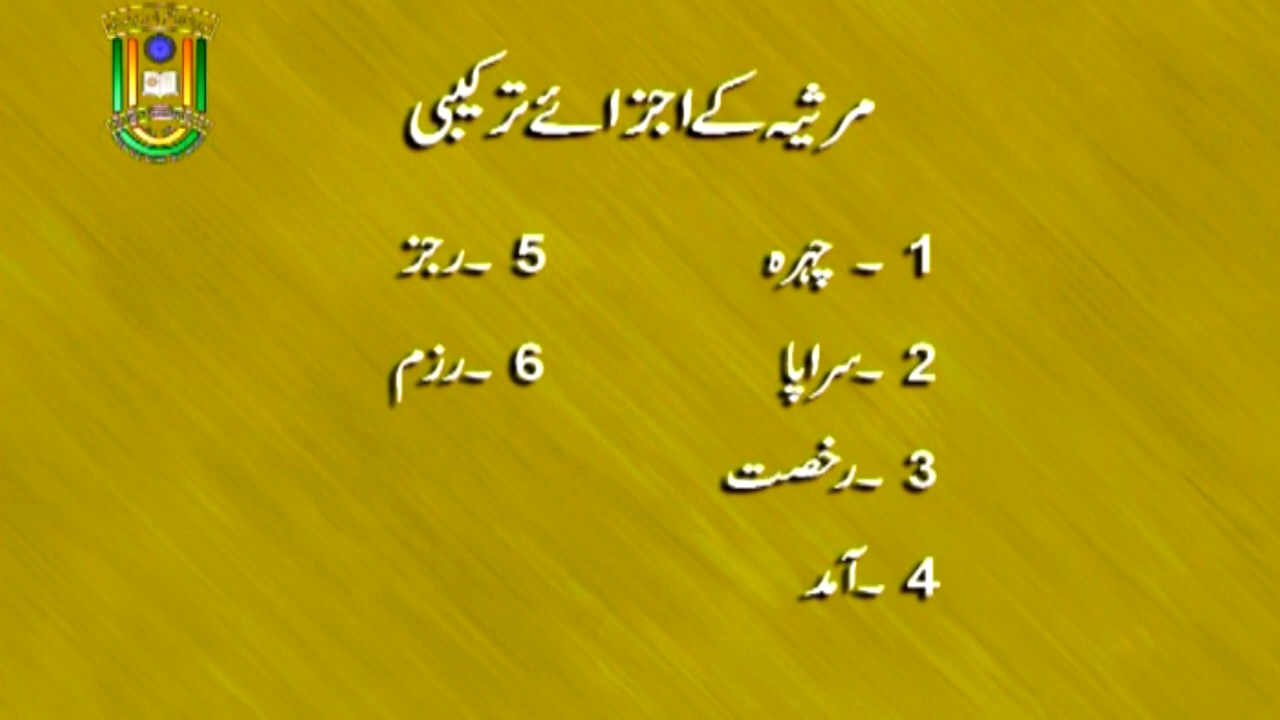 مرثیہ کے اجزائے ترکیبی
1 ۔ چہرہ
2 ۔سراپا
3 ۔رخصت
4 ۔آمد
5 ۔رجز
6 ۔رزم